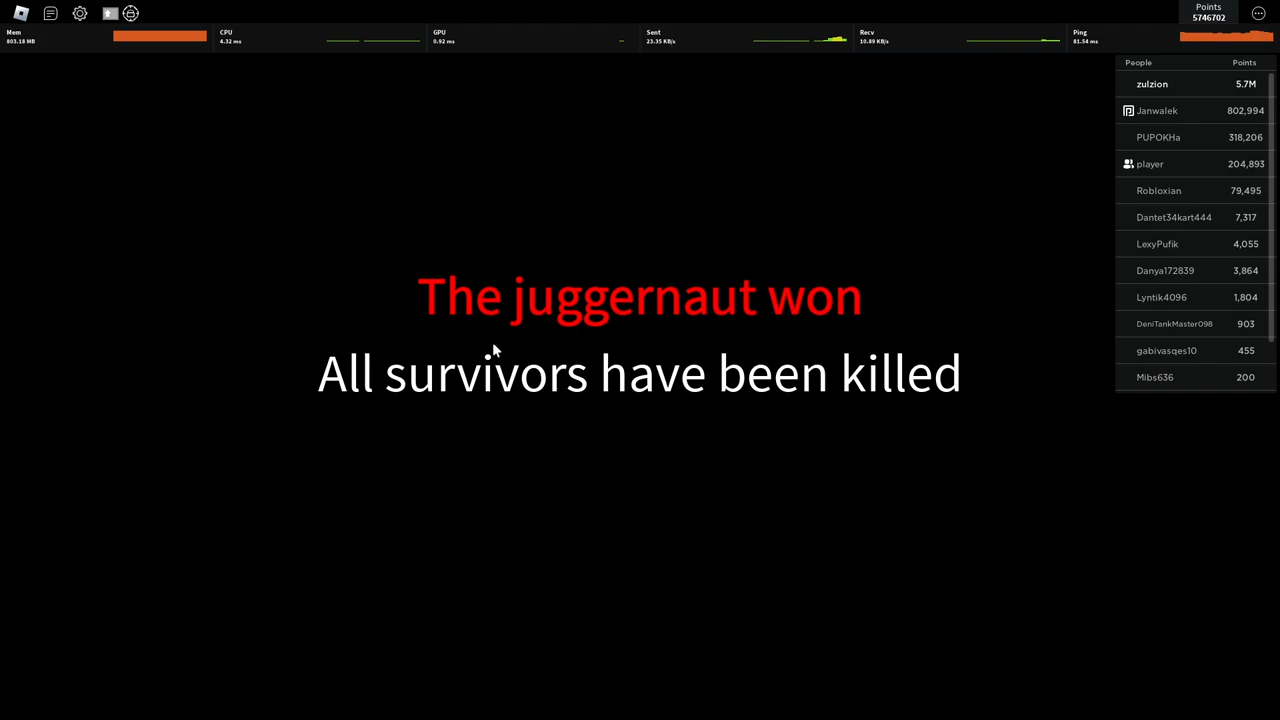 Points
5746702
Mem
803.18 MB
CPU
4.32 ms
GPU
0.92 ms
Sent
23.35 KB/s
Recv
10.89 KB/s
Ping
81.54 ms
People Points
zulzion 5.7M
Janwalek 802,994
PUPOKHa 318,206
player 204,893
Robloxian 79,495
Dantet34kart444 7,317
LexyPufik 4,055
Danya172839 3,864
Lyntik4096 1,804
DeniTankMaster098 903
gabivasqes10 455
Mibs636 200
The juggernaut won
All survivors have been killed